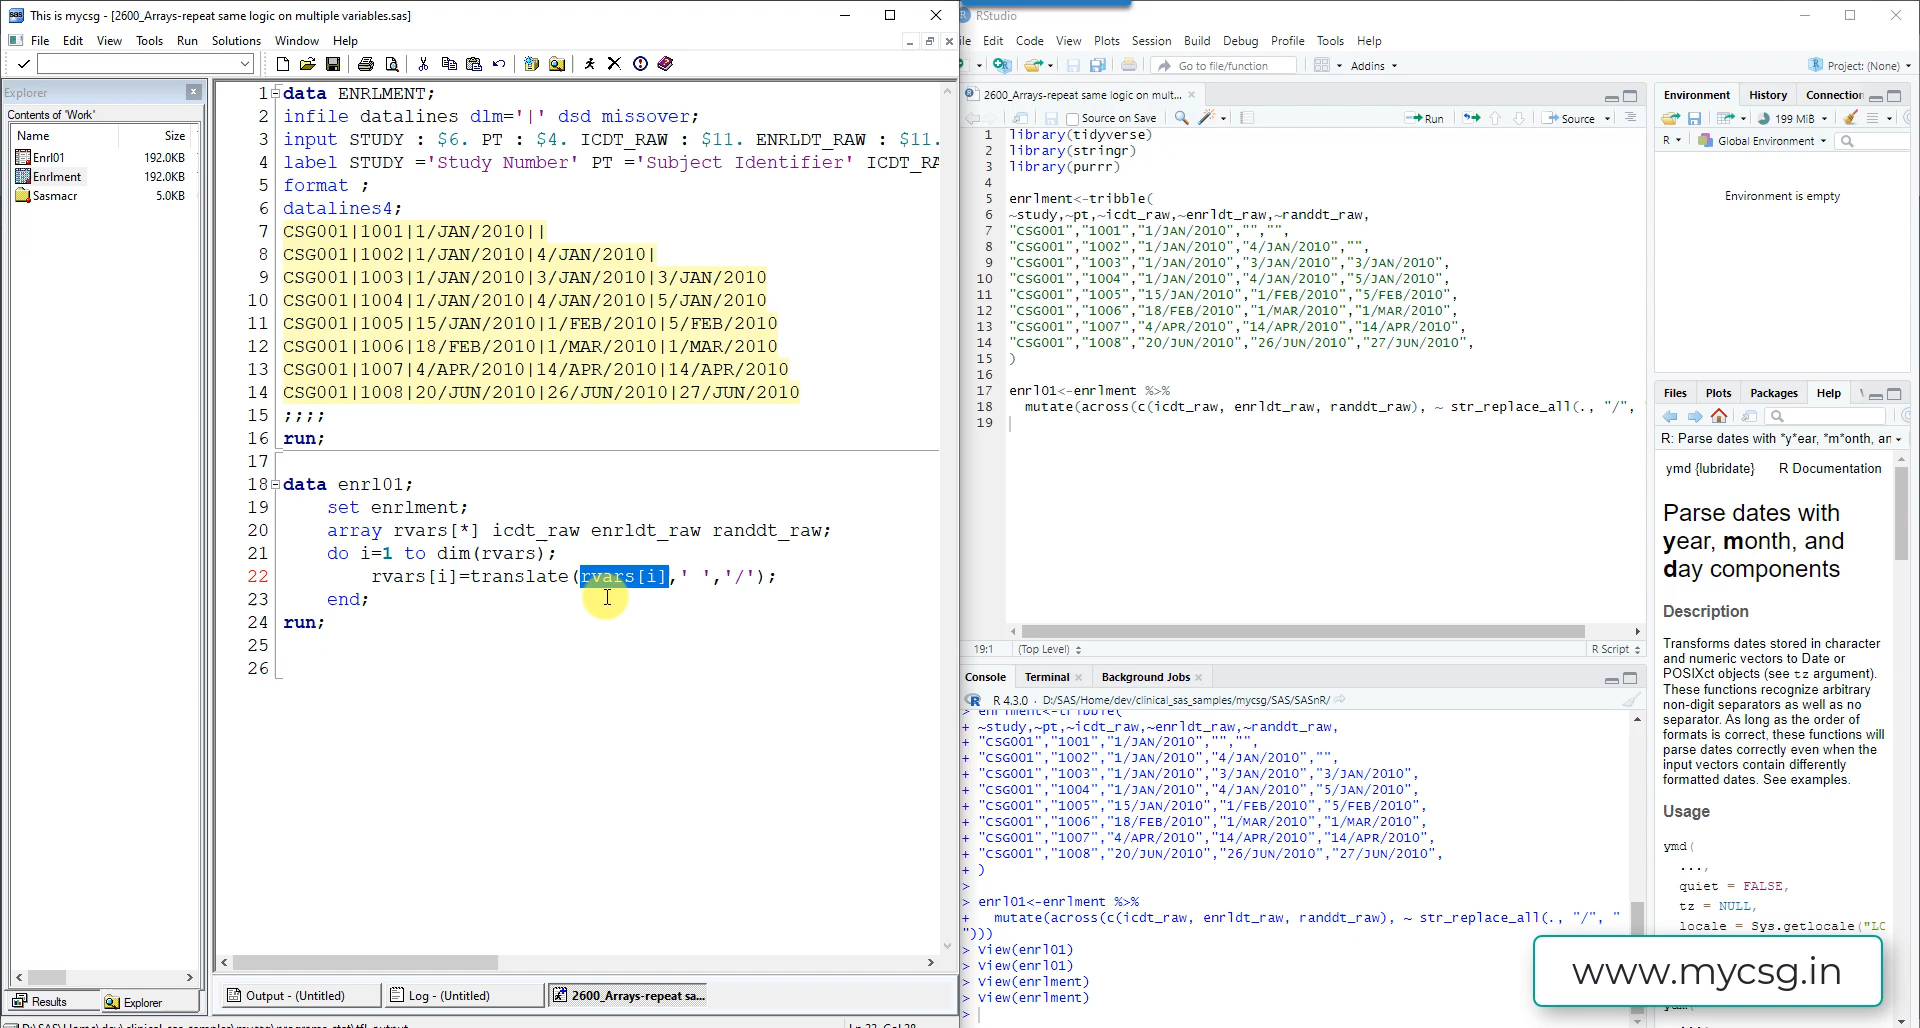 This is mycsg - [2600_Arrays-repeat same logic on multiple variables.sas]
File Edit View Tools Run Solutions Window Help
Explorer
Contents of 'Work'
Name Size
Enrl01 192.0KB
Enrlment 192.0KB
Sasmacr 5.0KB
Results Explorer
1 data ENRLMENT;
2 infile datalines dlm='|' dsd missover;
3 input STUDY : $6. PT : $4. ICDT_RAW : $11. ENRLDT_RAW : $11.
4 label STUDY ='Study Number' PT ='Subject Identifier' ICDT_RA
5 format ;
6 datalines4;
7 CSG001|1001|1/JAN/2010||
8 CSG001|1002|1/JAN/2010|4/JAN/2010|
9 CSG001|1003|1/JAN/2010|3/JAN/2010|3/JAN/2010
10 CSG001|1004|1/JAN/2010|4/JAN/2010|5/JAN/2010
11 CSG001|1005|15/JAN/2010|1/FEB/2010|5/FEB/2010
12 CSG001|1006|18/FEB/2010|1/MAR/2010|1/MAR/2010
13 CSG001|1007|4/APR/2010|14/APR/2010|14/APR/2010
14 CSG001|1008|20/JUN/2010|26/JUN/2010|27/JUN/2010
15 ;;;;
16 run;
17
18 data enrl01;
19 set enrlment;
20 array rvars[*] icdt_raw enrldt_raw randdt_raw;
21 do i=1 to dim(rvars);
22 rvars[i]=translate(rvars[i],' ','/');
23 end;
24 run;
25
26
Output - (Untitled) Log - (Untitled) 2600_Arrays-repeat sa...
RStudio
Edit Code View Plots Session Build Debug Profile Tools Help
Go to file/function Addins Project: (None)
2600_Arrays-repeat same logic on mult...
Source on Save Run Source
1 library(tidyverse)
2 library(stringr)
3 library(purrr)
4
5 enrlment<-tribble(
6 ~study,~pt,~icdt_raw,~enrldt_raw,~randdt_raw,
7 "CSG001","1001","1/JAN/2010","","",
8 "CSG001","1002","1/JAN/2010","4/JAN/2010","",
9 "CSG001","1003","1/JAN/2010","3/JAN/2010","3/JAN/2010",
10 "CSG001","1004","1/JAN/2010","4/JAN/2010","5/JAN/2010",
11 "CSG001","1005","15/JAN/2010","1/FEB/2010","5/FEB/2010",
12 "CSG001","1006","18/FEB/2010","1/MAR/2010","1/MAR/2010",
13 "CSG001","1007","4/APR/2010","14/APR/2010","14/APR/2010",
14 "CSG001","1008","20/JUN/2010","26/JUN/2010","27/JUN/2010",
15 )
16
17 enrl01<-enrlment %>%
18 mutate(across(c(icdt_raw, enrldt_raw, randdt_raw), ~ str_replace_all(., "/",
19
19:1 (Top Level) R Script
Console Terminal Background Jobs
R 4.3.0 · D:/SAS/Home/dev/clinical_sas_samples/mycsg/SAS/SASnR/
> enrlment<-tribble(
+ ~study,~pt,~icdt_raw,~enrldt_raw,~randdt_raw,
+ "CSG001","1001","1/JAN/2010","","",
+ "CSG001","1002","1/JAN/2010","4/JAN/2010","",
+ "CSG001","1003","1/JAN/2010","3/JAN/2010","3/JAN/2010",
+ "CSG001","1004","1/JAN/2010","4/JAN/2010","5/JAN/2010",
+ "CSG001","1005","15/JAN/2010","1/FEB/2010","5/FEB/2010",
+ "CSG001","1006","18/FEB/2010","1/MAR/2010","1/MAR/2010",
+ "CSG001","1007","4/APR/2010","14/APR/2010","14/APR/2010",
+ "CSG001","1008","20/JUN/2010","26/JUN/2010","27/JUN/2010",
+ )
>
> enrl01<-enrlment %>%
+ mutate(across(c(icdt_raw, enrldt_raw, randdt_raw), ~ str_replace_all(., "/", "
")))
> View(enrl01)
> View(enrl01)
> View(enrlment)
> View(enrlment)
>
Environment History Connection
199 MiB
R Global Environment
Environment is empty
Files Plots Packages Help
R: Parse dates with *y*ear, *m*onth, an
ymd {lubridate} R Documentation
Parse dates with
year, month, and
day components
Description
Transforms dates stored in character
and numeric vectors to Date or
POSIXct objects (see tz argument).
These functions recognize arbitrary
non-digit separators as well as no
separator. As long as the order of
formats is correct, these functions will
parse dates correctly even when the
input vectors contain differently
formatted dates. See examples.
Usage
ymd(
...,
quiet = FALSE,
tz = NULL,
locale = Sys.getlocale("LC
www.mycsg.in